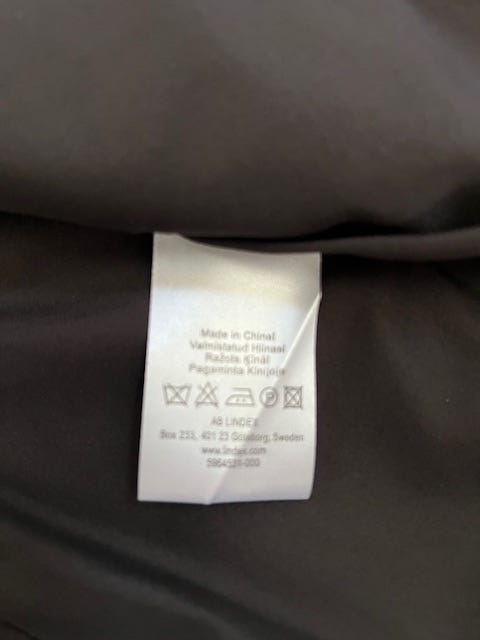 Made in China/
Valmistatud Hiinas/
Ražots Ķīnā/
Pagaminta Kinijoje
AB LINDEX
Box 233, 401 23 Göteborg, Sweden
www.lindex.com